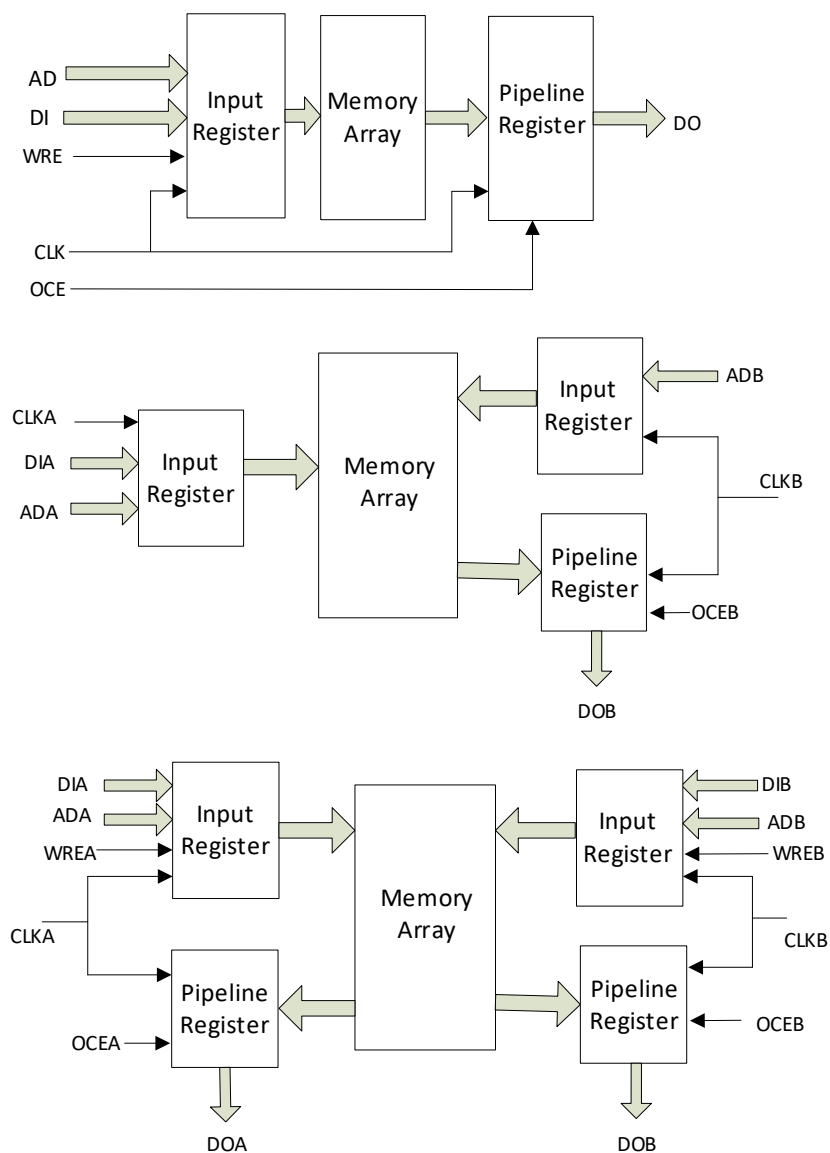 AD
DI
WRE
CLK
OCE
Input
Register
Memory
Array
Pipeline
Register
DO
CLKA
DIA
ADA
Input
Register
Memory
Array
Input
Register
ADB
CLKB
Pipeline
Register
OCEB
DOB
DIA
ADA
WREA
CLKA
OCEA
Input
Register
Pipeline
Register
DOA
Memory
Array
Input
Register
DIB
ADB
WREB
CLKB
Pipeline
Register
OCEB
DOB